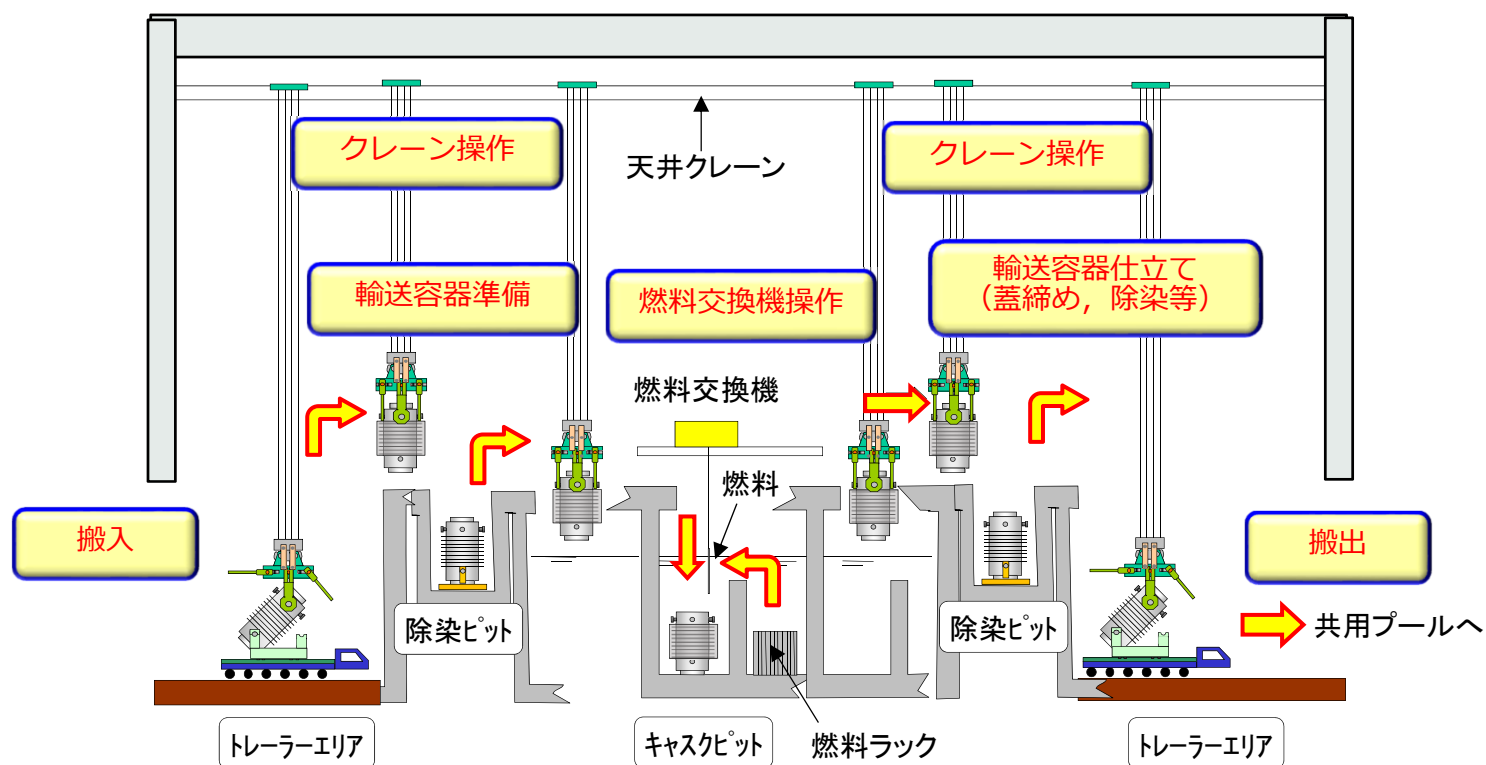 クレーン操作
天井クレーン
クレーン操作
輸送容器準備
燃料交換機操作
輸送容器仕立て
（蓋締め，除染等）
燃料交換機
燃料
搬入
搬出
除染ﾋﾟｯﾄ
除染ﾋﾟｯﾄ
共用プールへ
ﾄﾚｰﾗｰｴﾘｱ
ｷｬｽｸﾋﾟｯﾄ
燃料ラック
ﾄﾚｰﾗｰｴﾘｱ